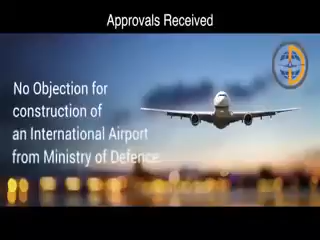 Approvals Received
No Objection for
construction of
an International Airport
from Ministry of Defence